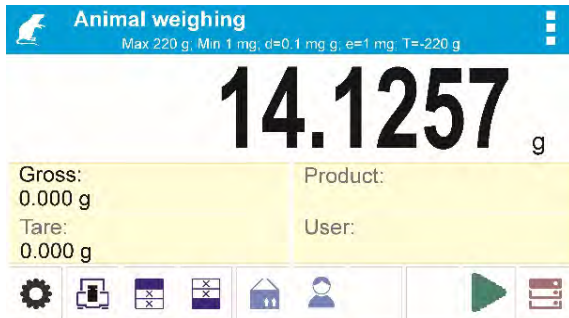 Animal weighing
Max 220 g; Min 1 mg; d=0.1 mg g; e=1 mg; T=-220 g
14.1257 g
Gross:
0.000 g
Product:
Tare:
0.000 g
User: